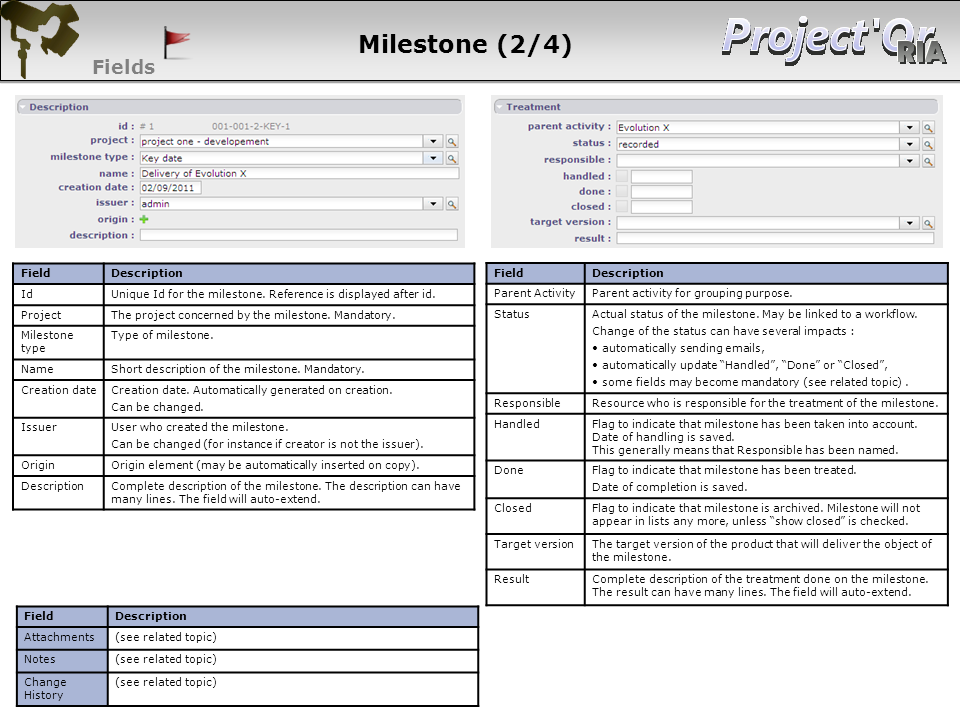 Milestone (2/4)
Project'Or
RIA
Fields
Description
id : # 1 001-001-2-KEY-1
project : project one - developement
milestone type : Key date
name : Delivery of Evolution X
creation date : 02/09/2011
issuer : admin
origin :
description :
Treatment
parent activity : Evolution X
status : recorded
responsible :
handled :
done :
closed :
target version :
result :
Field Description
Id Unique Id for the milestone. Reference is displayed after id.
Project The project concerned by the milestone. Mandatory.
Milestone Type of milestone.
type
Name Short description of the milestone. Mandatory.
Creation date Creation date. Automatically generated on creation.
Can be changed.
Issuer User who created the milestone.
Can be changed (for instance if creator is not the issuer).
Origin Origin element (may be automatically inserted on copy).
Description Complete description of the milestone. The description can have
many lines. The field will auto-extend.
Field Description
Parent Activity Parent activity for grouping purpose.
Status Actual status of the milestone. May be linked to a workflow.
Change of the status can have several impacts :
• automatically sending emails,
• automatically update “Handled”, “Done” or “Closed”,
• some fields may become mandatory (see related topic) .
Responsible Resource who is responsible for the treatment of the milestone.
Handled Flag to indicate that milestone has been taken into account.
Date of handling is saved.
This generally means that Responsible has been named.
Done Flag to indicate that milestone has been treated.
Date of completion is saved.
Closed Flag to indicate that milestone is archived. Milestone will not
appear in lists any more, unless “show closed” is checked.
Target version The target version of the product that will deliver the object of
the milestone.
Result Complete description of the treatment done on the milestone.
The result can have many lines. The field will auto-extend.
Field Description
Attachments (see related topic)
Notes (see related topic)
Change (see related topic)
History